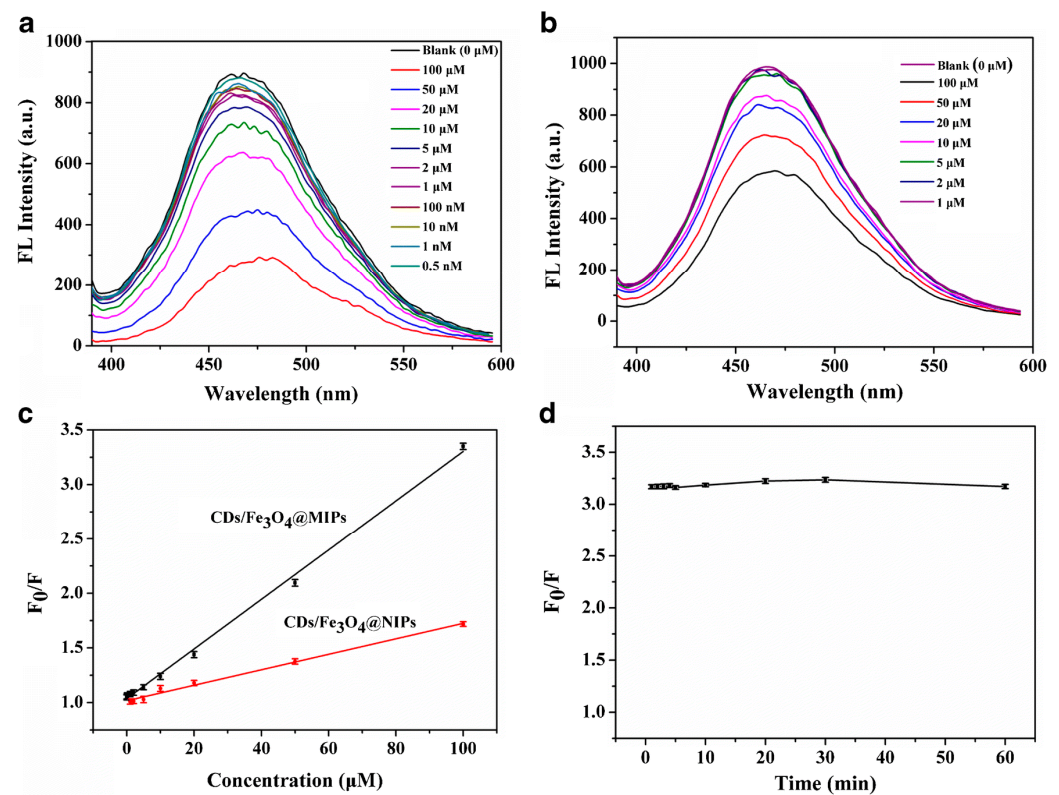 a
1000
800
600
400
200
0
FL Intensity (a.u.)
400
450
500
550
600
Wavelength (nm)
Blank (0 μM)
100 μM
50 μM
20 μM
10 μM
5 μM
2 μM
1 μM
100 nM
10 nM
1 nM
0.5 nM
b
1000
800
600
400
200
0
FL Intensity (a.u.)
400
450
500
550
600
Wavelength (nm)
Blank (0 μM)
100 μM
50 μM
20 μM
10 μM
5 μM
2 μM
1 μM
c
3.5
3.0
2.5
2.0
1.5
1.0
F0/F
CDs/Fe3O4@MIPs
CDs/Fe3O4@NIPs
0
20
40
60
80
100
Concentration (μM)
d
3.5
3.0
2.5
2.0
1.5
1.0
F0/F
0
10
20
30
40
50
60
Time (min)